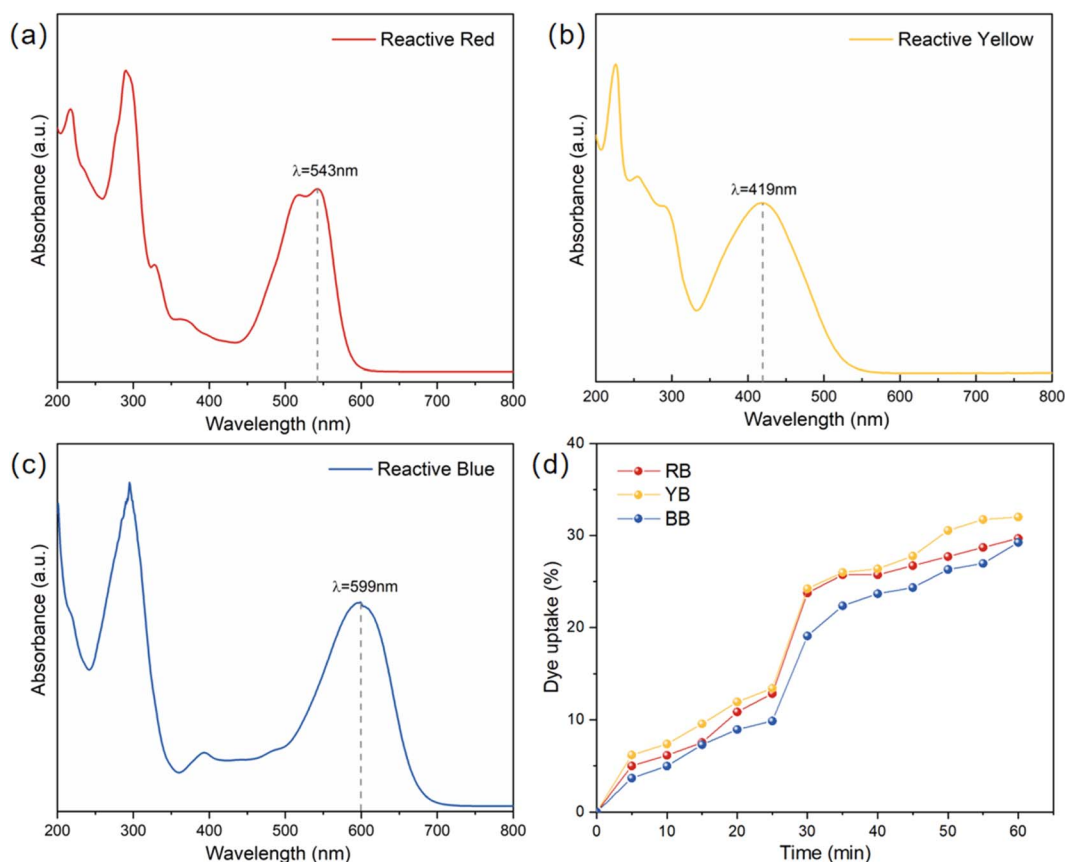 (a)
Reactive Red
λ=543nm
Absorbance (a.u.)
200 300 400 500 600 700 800
Wavelength (nm)
(b)
Reactive Yellow
λ=419nm
Absorbance (a.u.)
200 300 400 500 600 700 800
Wavelength (nm)
(c)
Reactive Blue
λ=599nm
Absorbance (a.u.)
200 300 400 500 600 700 800
Wavelength (nm)
(d)
RB
YB
BB
Dye uptake (%)
40
30
20
10
0
0 10 20 30 40 50 60
Time (min)